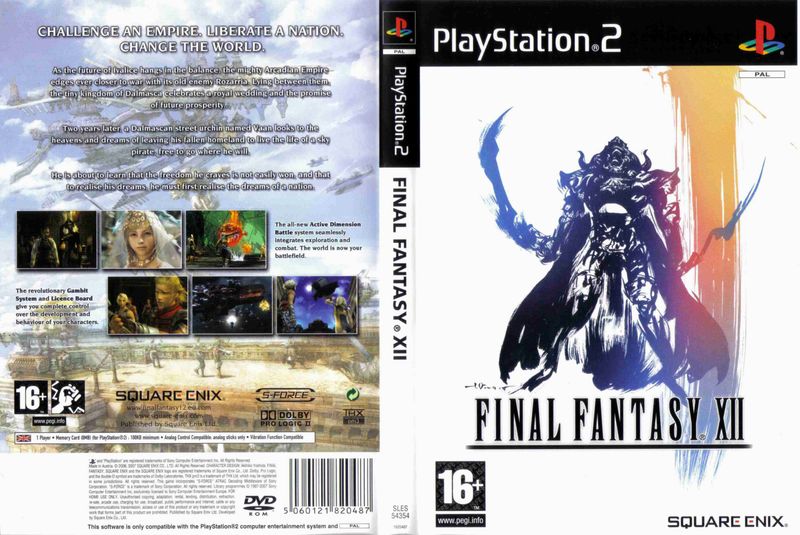 CHALLENGE AN EMPIRE. LIBERATE A NATION.
CHANGE THE WORLD.
As the future of Ivalice hangs in the balance, the mighty Arcadian Empire
edges ever closer to war with its old enemy Rozarria. Lying between them,
the tiny kingdom of Dalmasca celebrates a royal wedding and the promise
of future prosperity...
Two years later, a Dalmascan street urchin named Vaan looks to the
heavens and dreams of leaving his fallen homeland to live the life of a sky
pirate, free to go where he will.
He is about to learn that the freedom he craves is not easily won, and that
to realise his dreams, he must first realise the dreams of a nation.
The all-new Active Dimension
Battle system seamlessly
integrates exploration and
combat. The world is now your
battlefield.
The revolutionary Gambit
System and Licence Board
give you complete control
over the development and
behaviour of your characters.
16+
www.pegi.info
SQUARE ENIX
www.finalfantasy12eu.com
www.square-enix.com
Published by Square Enix Ltd.
S-FORCE
DOLBY
PRO LOGIC II
THX
1 Player • Memory Card (8MB) (for PlayStation®2) : 100KB minimum • Analog Control Compatible: analog sticks only • Vibration Function Compatible
DVD
ROM
5 060121 820487
This software is only compatible with the PlayStation®2 computer entertainment system and PAL
PAL
PlayStation®2
FINAL FANTASY® XII
SLES
54354
PlayStation®2
PAL
FINAL FANTASY® XII
16+
www.pegi.info
SQUARE ENIX